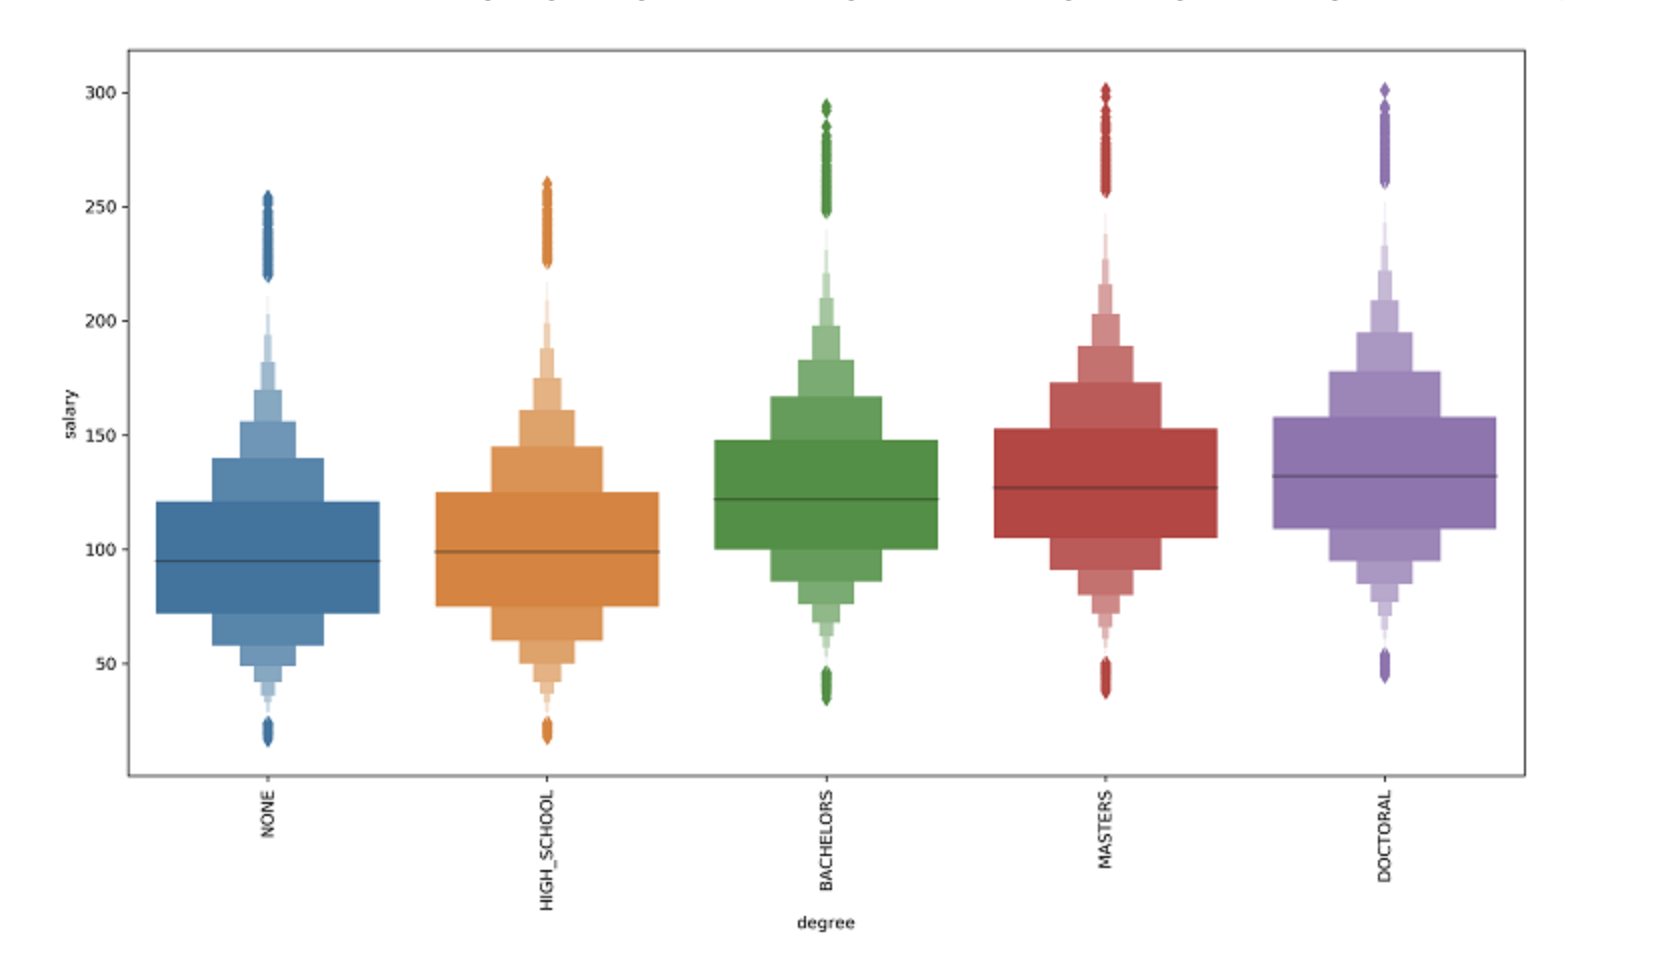 300
250
200
150
100
50
salary
NONE
HIGH_SCHOOL
BACHELORS
MASTERS
DOCTORAL
degree